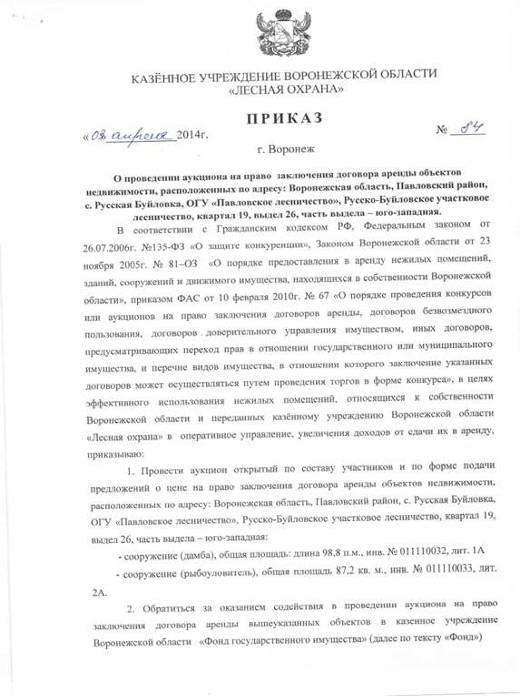 КАЗЁННОЕ УЧРЕЖДЕНИЕ ВОРОНЕЖСКОЙ ОБЛАСТИ
«ЛЕСНАЯ ОХРАНА»
ПРИКАЗ
«08» апреля 2014г. № 84
г. Воронеж
О проведении аукциона на право заключения договора аренды объектов
недвижимости, расположенных по адресу: Воронежская область, Павловский район,
с. Русская Буйловка, ОГУ «Павловское лесничество», Русско-Буйловское участковое
лесничество, квартал 19, выдел 26, часть выдела – юго-западная.
В соответствии с Гражданским кодексом РФ, Федеральным законом от
26.07.2006г. №135-ФЗ «О защите конкуренции», Законом Воронежской области от 23
ноября 2005г. № 81–ОЗ «О порядке предоставления в аренду нежилых помещений,
зданий, сооружений и движимого имущества, находящихся в собственности Воронежской
области», приказом ФАС от 10 февраля 2010г. № 67 «О порядке проведения конкурсов
или аукционов на право заключения договоров аренды, договоров безвозмездного
пользования, договоров доверительного управления имуществом, иных договоров,
предусматривающих переход прав в отношении государственного или муниципального
имущества, и перечне видов имущества, в отношении которого заключение указанных
договоров может осуществляться путем проведения торгов в форме конкурса», в целях
эффективного использования нежилых помещений, относящихся к собственности
Воронежской области и переданных казённому учреждению Воронежской области
«Лесная охрана» в оперативное управление, увеличения доходов от сдачи их в аренду,
приказываю:
1. Провести аукцион открытый по составу участников и по форме подачи
предложений о цене на право заключения договора аренды объектов недвижимости,
расположенных по адресу: Воронежская область, Павловский район, с. Русская Буйловка,
ОГУ «Павловское лесничество», Русско-Буйловское участковое лесничество, квартал 19,
выдел 26, часть выдела – юго-западная:
- сооружение (дамба), общая площадь: длина 98,8 п.м., инв. № 011110032, лит. 1А
- сооружение (рыбоуловитель), общая площадь 87,2 кв. м., инв. № 011110033, лит.
2А.
2. Обратиться за оказанием содействия в проведении аукциона на право
заключения договора аренды вышеуказанных объектов в казенное учреждение
Воронежской области «Фонд государственного имущества» (далее по тексту «Фонд»)